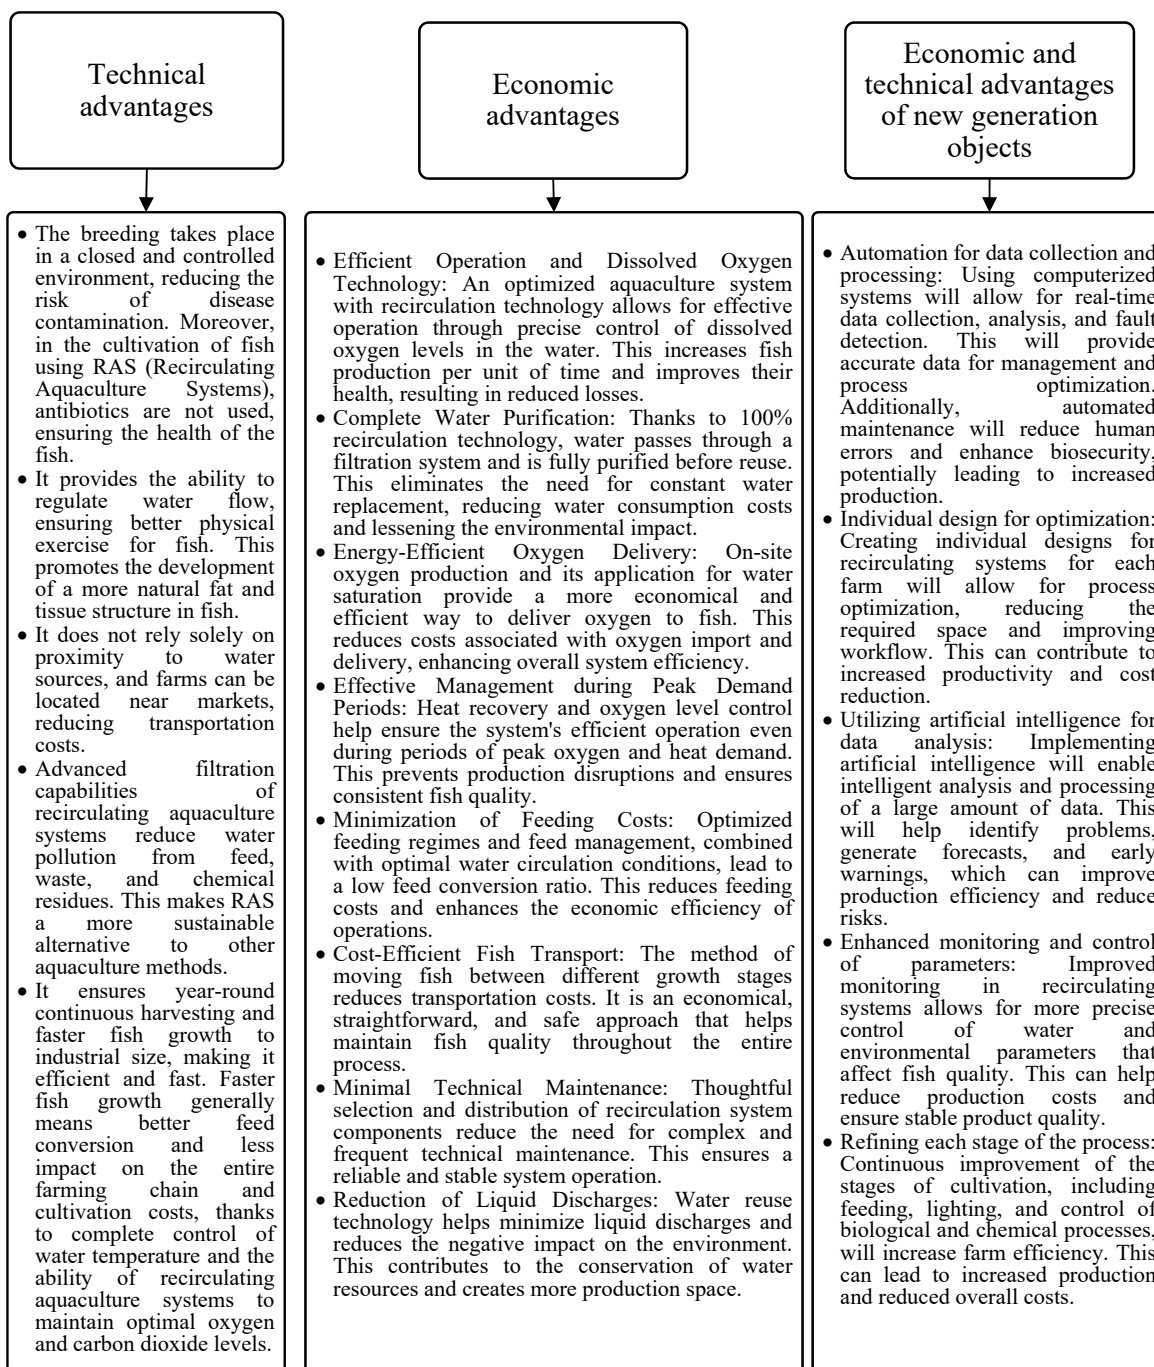 Technical
advantages
Economic
advantages
Economic and
technical advantages
of new generation
objects
• The breeding takes place
in a closed and controlled
environment, reducing the
risk of disease
contamination. Moreover,
in the cultivation of fish
using RAS (Recirculating
Aquaculture Systems),
antibiotics are not used,
ensuring the health of the
fish.
• It provides the ability to
regulate water flow,
ensuring better physical
exercise for fish. This
promotes the development
of a more natural fat and
tissue structure in fish.
• It does not rely solely on
proximity to water
sources, and farms can be
located near markets,
reducing transportation
costs.
• Advanced filtration
capabilities of
recirculating aquaculture
systems reduce water
pollution from feed,
waste, and chemical
residues. This makes RAS
a more sustainable
alternative to other
aquaculture methods.
• It ensures year-round
continuous harvesting and
faster fish growth to
industrial size, making it
efficient and fast. Faster
fish growth generally
means better feed
conversion and less
impact on the entire
farming chain and
cultivation costs, thanks
to complete control of
water temperature and the
ability of recirculating
aquaculture systems to
maintain optimal oxygen
and carbon dioxide levels.
• Efficient Operation and Dissolved Oxygen
Technology: An optimized aquaculture system
with recirculation technology allows for effective
operation through precise control of dissolved
oxygen levels in the water. This increases fish
production per unit of time and improves their
health, resulting in reduced losses.
• Complete Water Purification: Thanks to 100%
recirculation technology, water passes through a
filtration system and is fully purified before reuse.
This eliminates the need for constant water
replacement, reducing water consumption costs
and lessening the environmental impact.
• Energy-Efficient Oxygen Delivery: On-site
oxygen production and its application for water
saturation provide a more economical and
efficient way to deliver oxygen to fish. This
reduces costs associated with oxygen import and
delivery, enhancing overall system efficiency.
• Effective Management during Peak Demand
Periods: Heat recovery and oxygen level control
help ensure the system's efficient operation even
during periods of peak oxygen and heat demand.
This prevents production disruptions and ensures
consistent fish quality.
• Minimization of Feeding Costs: Optimized
feeding regimes and feed management, combined
with optimal water circulation conditions, lead to
a low feed conversion ratio. This reduces feeding
costs and enhances the economic efficiency of
operations.
• Cost-Efficient Fish Transport: The method of
moving fish between different growth stages
reduces transportation costs. It is an economical,
straightforward, and safe approach that helps
maintain fish quality throughout the entire
process.
• Minimal Technical Maintenance: Thoughtful
selection and distribution of recirculation system
components reduce the need for complex and
frequent technical maintenance. This ensures a
reliable and stable system operation.
• Reduction of Liquid Discharges: Water reuse
technology helps minimize liquid discharges and
reduces the negative impact on the environment.
This contributes to the conservation of water
resources and creates more production space.
• Automation for data collection and
processing: Using computerized
systems will allow for real-time
data collection, analysis, and fault
detection. This will provide
accurate data for management and
process optimization.
Additionally, automated
maintenance will reduce human
errors and enhance biosecurity,
potentially leading to increased
production.
• Individual design for optimization:
Creating individual designs for
recirculating systems for each
farm will allow for process
optimization, reducing the
required space and improving
workflow. This can contribute to
increased productivity and cost
reduction.
• Utilizing artificial intelligence for
data analysis: Implementing
artificial intelligence will enable
intelligent analysis and processing
of a large amount of data. This
will help identify problems,
generate forecasts, and early
warnings, which can improve
production efficiency and reduce
risks.
• Enhanced monitoring and control
of parameters: Improved
monitoring in recirculating
systems allows for more precise
control of water and
environmental parameters that
affect fish quality. This can help
reduce production costs and
ensure stable product quality.
• Refining each stage of the process:
Continuous improvement of the
stages of cultivation, including
feeding, lighting, and control of
biological and chemical processes,
will increase farm efficiency. This
can lead to increased production
and reduced overall costs.